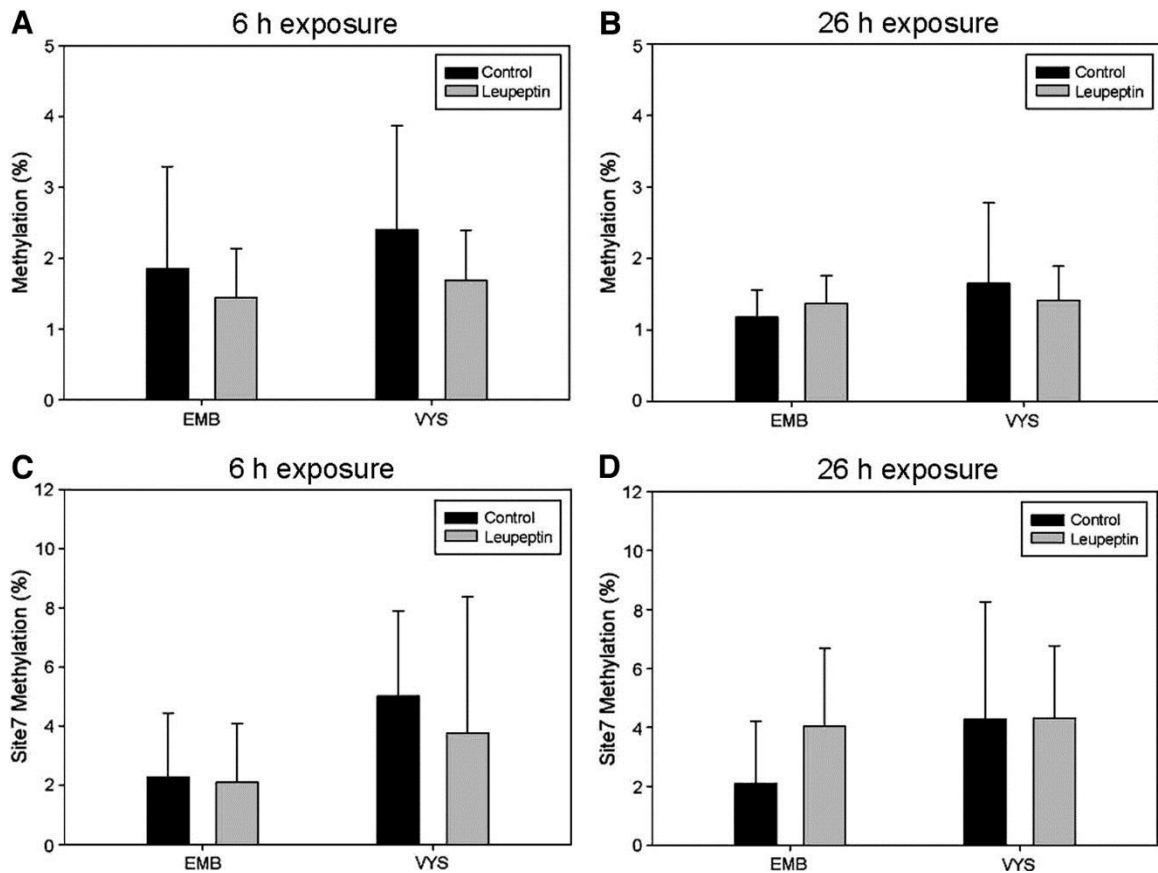 A
6 h exposure
5
4
3
2
1
0
Methylation (%)
Control
Leupeptin
EMB
VYS
B
26 h exposure
5
4
3
2
1
0
Methylation (%)
Control
Leupeptin
EMB
VYS
C
6 h exposure
12
10
8
6
4
2
0
Site7 Methylation (%)
Control
Leupeptin
EMB
VYS
D
26 h exposure
12
10
8
6
4
2
0
Site7 Methylation (%)
Control
Leupeptin
EMB
VYS